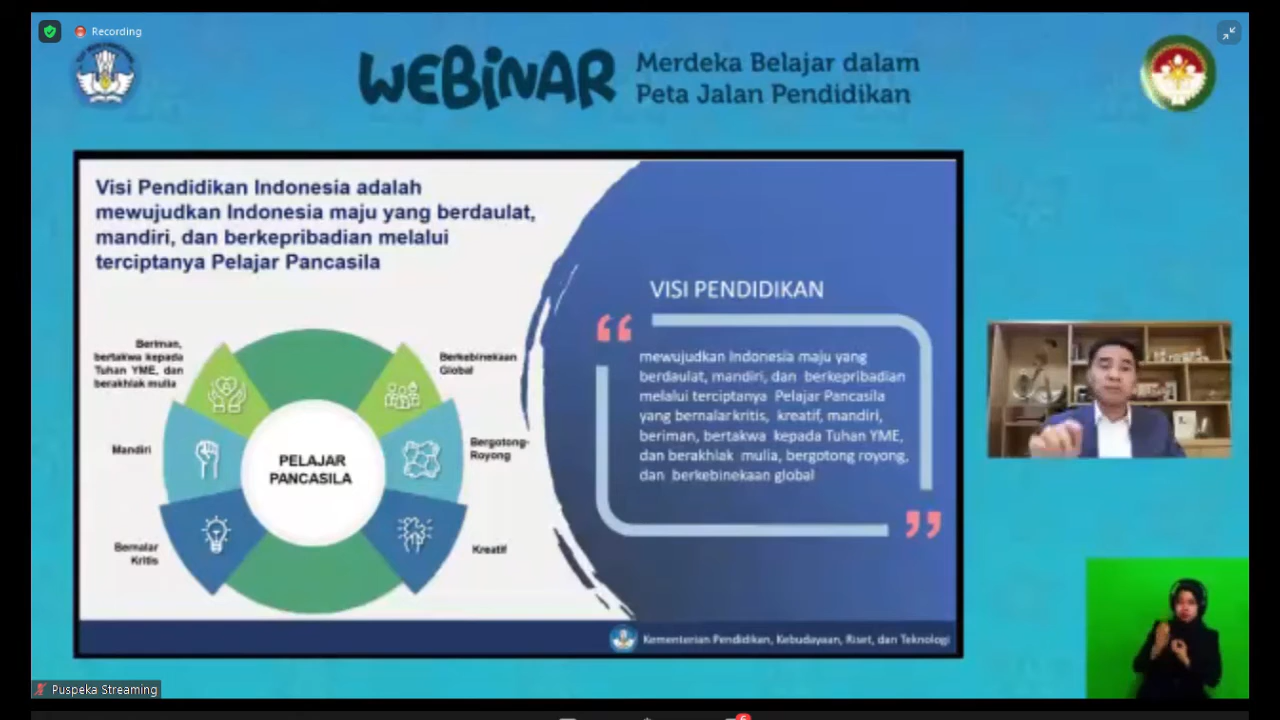 Recording
WEBINAR
Merdeka Belajar dalam
Peta Jalan Pendidikan
Visi Pendidikan Indonesia adalah
mewujudkan Indonesia maju yang berdaulat,
mandiri, dan berkepribadian melalui
terciptanya Pelajar Pancasila
Beriman,
bertakwa kepada
Tuhan YME, dan
berakhlak mulia
Berkebinekaan
Global
Mandiri
Bergotong-
Royong
PELAJAR
PANCASILA
Bernalar
Kritis
Kreatif
VISI PENDIDIKAN
“
mewujudkan Indonesia maju yang
berdaulat, mandiri, dan berkepribadian
melalui terciptanya Pelajar Pancasila
yang bernalar kritis, kreatif, mandiri,
beriman, bertakwa kepada Tuhan YME,
dan berakhlak mulia, bergotong royong,
dan berkebinekaan global
”
Kementerian Pendidikan, Kebudayaan, Riset, dan Teknologi
Puspeka Streaming